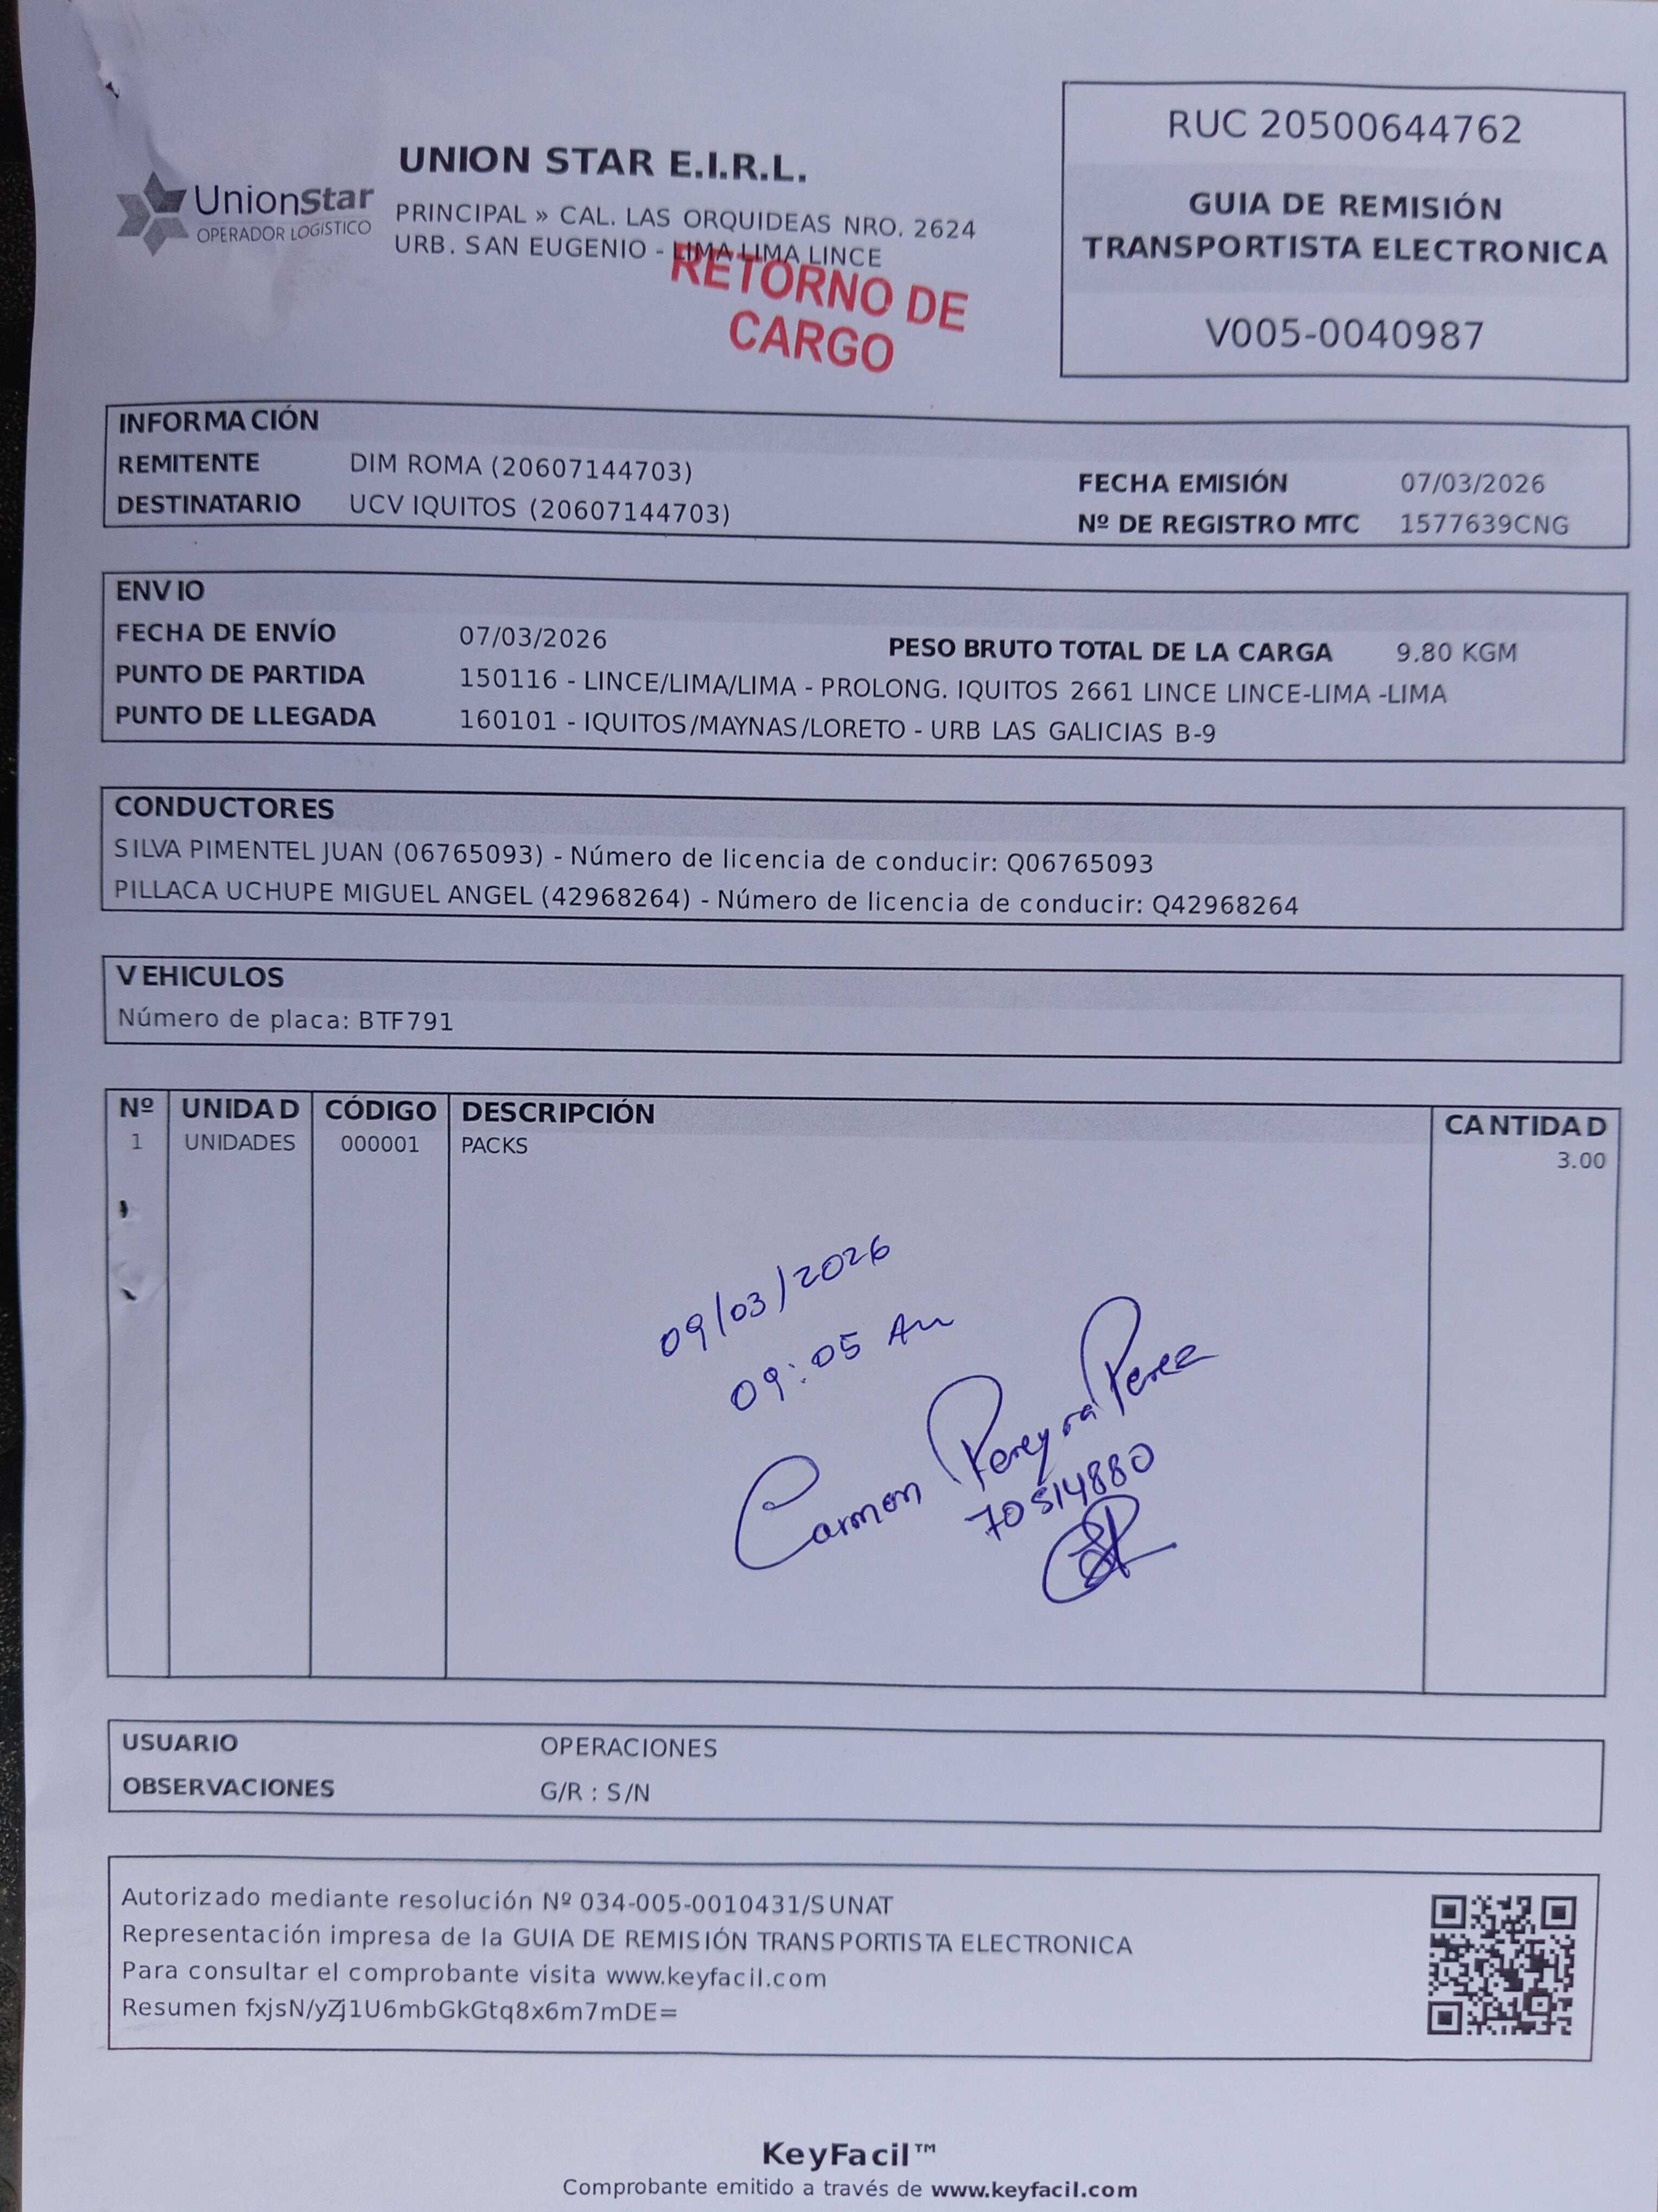 UnionStar
OPERADOR LOGÍSTICO
UNION STAR E.I.R.L.
PRINCIPAL » CAL. LAS ORQUIDEAS NRO. 2624
URB. SAN EUGENIO - LIMA LIMA LINCE
RETORNO DE
CARGO
RUC 20500644762
GUIA DE REMISIÓN
TRANSPORTISTA ELECTRONICA
V005-0040987
INFORMACIÓN
REMITENTE DIM ROMA (20607144703)
DESTINATARIO UCV IQUITOS (20607144703)
FECHA EMISIÓN 07/03/2026
Nº DE REGISTRO MTC 1577639CNG
ENVIO
FECHA DE ENVÍO 07/03/2026 PESO BRUTO TOTAL DE LA CARGA 9.80 KGM
PUNTO DE PARTIDA 150116 - LINCE/LIMA/LIMA - PROLONG. IQUITOS 2661 LINCE LINCE-LIMA -LIMA
PUNTO DE LLEGADA 160101 - IQUITOS/MAYNAS/LORETO - URB LAS GALICIAS B-9
CONDUCTORES
SILVA PIMENTEL JUAN (06765093) - Número de licencia de conducir: Q06765093
PILLACA UCHUPE MIGUEL ANGEL (42968264) - Número de licencia de conducir: Q42968264
VEHICULOS
Número de placa: BTF791
Nº UNIDAD CÓDIGO DESCRIPCIÓN CANTIDAD
1 UNIDADES 000001 PACKS 3.00
09/03/2026
09:05 AM
Carmen Pereyra Perea
70514880
USUARIO OPERACIONES
OBSERVACIONES G/R : S/N
Autorizado mediante resolución Nº 034-005-0010431/SUNAT
Representación impresa de la GUIA DE REMISIÓN TRANSPORTISTA ELECTRONICA
Para consultar el comprobante visita www.keyfacil.com
Resumen fxjsN/yZj1U6mbGkGtq8x6m7mDE=
KeyFacil™
Comprobante emitido a través de www.keyfacil.com